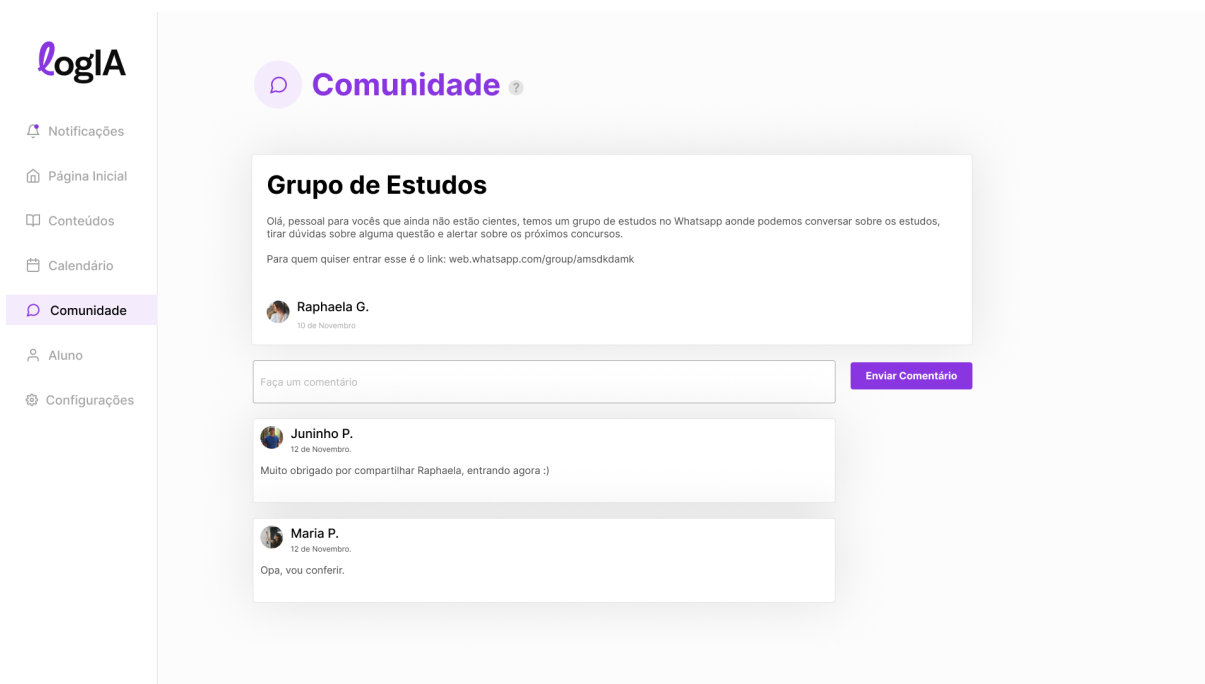 logIA
Notificações
Página Inicial
Conteúdos
Calendário
Comunidade
Aluno
Configurações
Comunidade ?
Grupo de Estudos
Olá, pessoal para vocês que ainda não estão cientes, temos um grupo de estudos no Whatsapp aonde podemos conversar sobre os estudos,
tirar dúvidas sobre alguma questão e alertar sobre os próximos concursos.
Para quem quiser entrar esse é o link: web.whatsapp.com/group/amsdkdamk
Raphaela G.
10 de Novembro
Faça um comentário
Enviar Comentário
Juninho P.
12 de Novembro.
Muito obrigado por compartilhar Raphaela, entrando agora :)
Maria P.
12 de Novembro.
Opa, vou conferir.